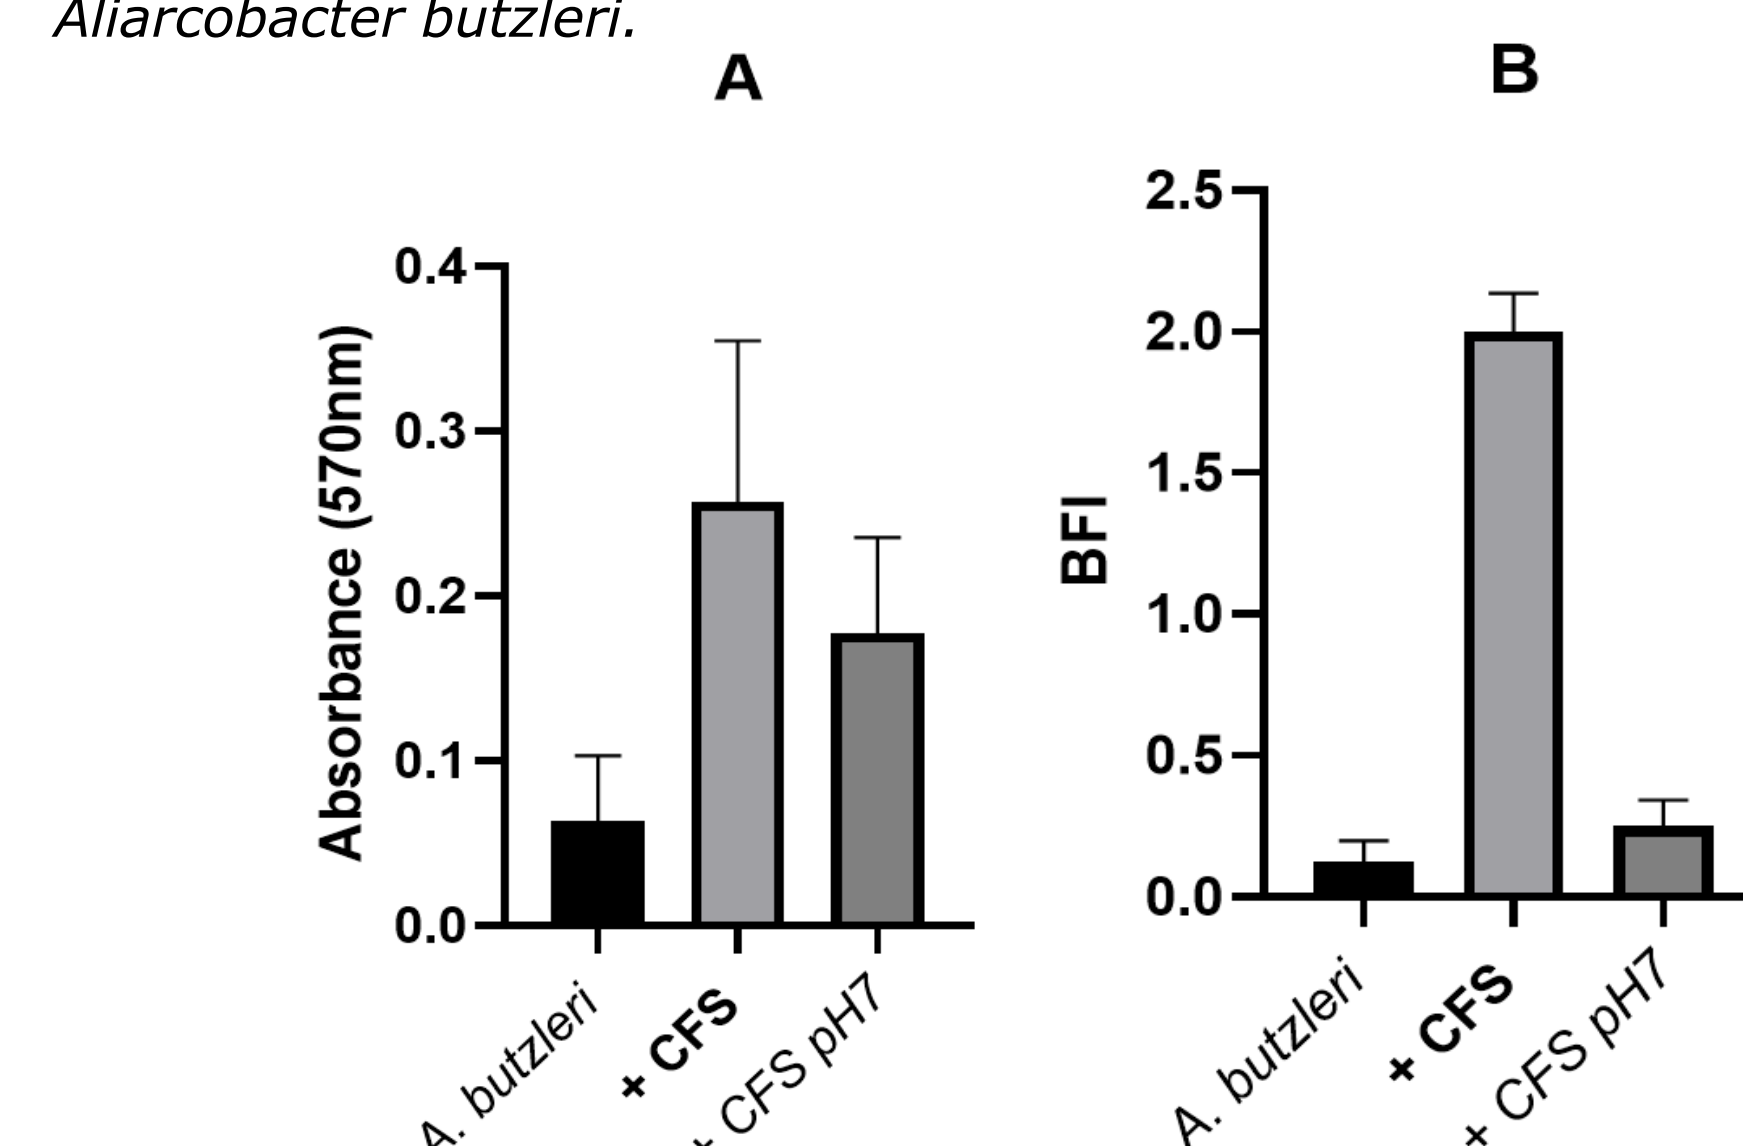 Aliarcobacter butzleri.
A
0.4
0.3
0.2
0.1
0.0
Absorbance (570nm)
A. butzleri
+ CFS
+ CFS pH7
B
2.5
2.0
1.5
1.0
0.5
0.0
BFI
A. butzleri
+ CFS
+ CFS pH7